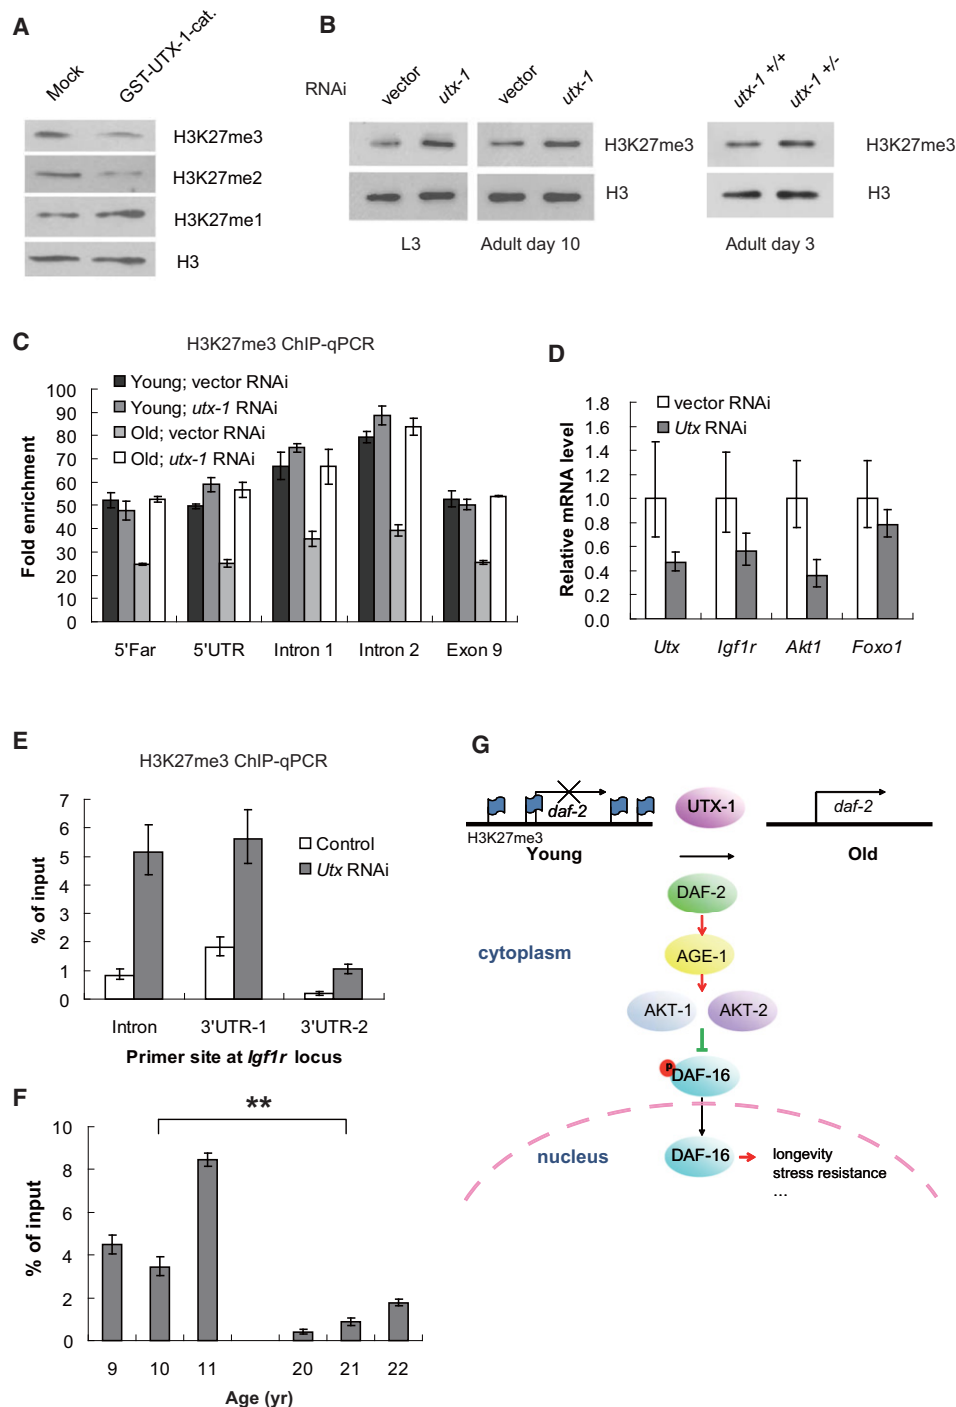 A
Mock
GST-UTX-1-cat.
H3K27me3
H3K27me2
H3K27me1
H3
B
RNAi
vector
utx-1
vector
utx-1
utx-1 +/+
utx-1 +/-
H3K27me3
H3K27me3
H3
H3
L3
Adult day 10
Adult day 3
C
H3K27me3 ChIP-qPCR
Young; vector RNAi
Young; utx-1 RNAi
Old; vector RNAi
Old; utx-1 RNAi
Fold enrichment
100
90
80
70
60
50
40
30
20
10
0
5'Far
5'UTR
Intron 1
Intron 2
Exon 9
D
vector RNAi
Utx RNAi
Relative mRNA level
1.8
1.6
1.4
1.2
1.0
0.8
0.6
0.4
0.2
0.0
Utx
Igf1r
Akt1
Foxo1
E
H3K27me3 ChIP-qPCR
Control
Utx RNAi
% of input
7
6
5
4
3
2
1
0
Intron
3'UTR-1
3'UTR-2
Primer site at Igf1r locus
F
**
% of input
10
8
6
4
2
0
9
10
11
20
21
22
Age (yr)
G
daf-2
H3K27me3
Young
UTX-1
daf-2
Old
DAF-2
cytoplasm
AGE-1
AKT-1
AKT-2
P
DAF-16
nucleus
DAF-16
longevity
stress resistance
...